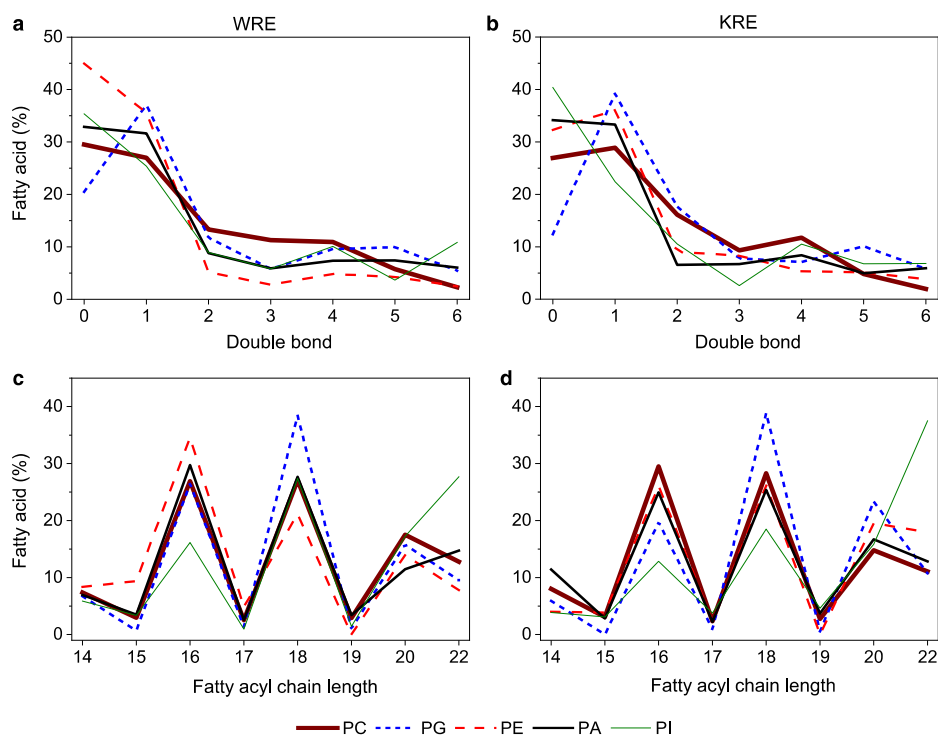 a WRE
50
40
30
20
10
0
Fatty acid (%)
0 1 2 3 4 5 6
Double bond
b KRE
50
40
30
20
10
0
0 1 2 3 4 5 6
Double bond
c
40
30
20
10
0
Fatty acid (%)
14 15 16 17 18 19 20 22
Fatty acyl chain length
d
40
30
20
10
0
14 15 16 17 18 19 20 22
Fatty acyl chain length
PC PG PE PA PI